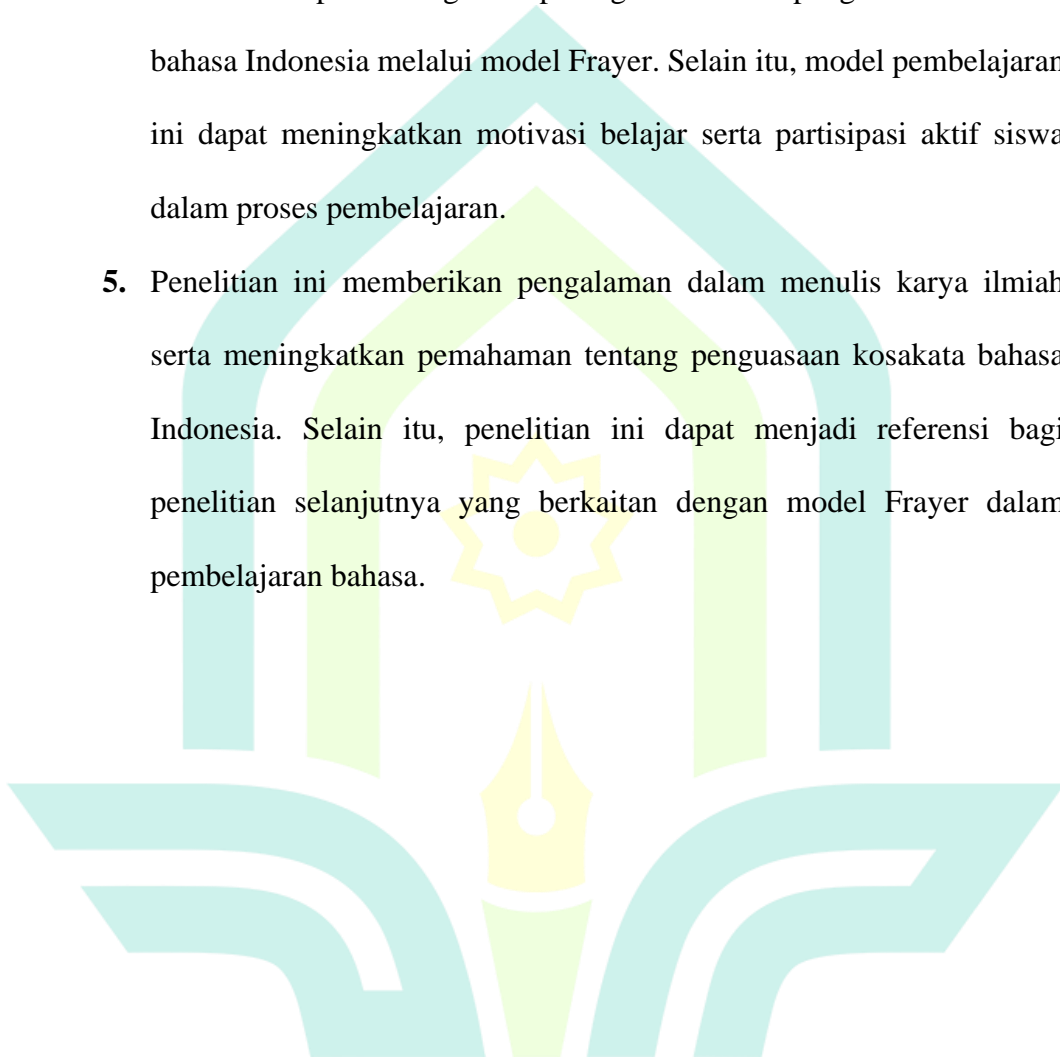 bahasa Indonesia melalui model Frayer. Selain itu, model pembelajaran
ini dapat meningkatkan motivasi belajar serta partisipasi aktif siswa
dalam proses pembelajaran.
5. Penelitian ini memberikan pengalaman dalam menulis karya ilmiah
serta meningkatkan pemahaman tentang penguasaan kosakata bahasa
Indonesia. Selain itu, penelitian ini dapat menjadi referensi bagi
penelitian selanjutnya yang berkaitan dengan model Frayer dalam
pembelajaran bahasa.